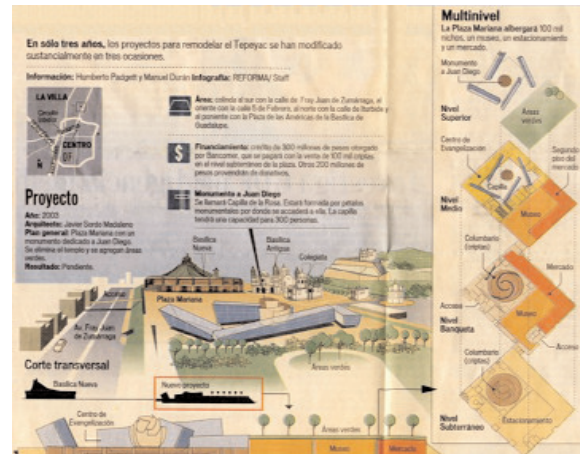 En sólo tres años, los proyectos para remodelar el Tepeyac se han modificado
sustancialmente en tres ocasiones.
Información: Humberto Padgett y Manuel Durán Infografía: REFORMA/ Staff
LA VILLA
Circuito
CENTRO
DF
Área: colinda al sur con la calle de Fray Juan de Zumárraga, al
oriente con la calle 5 de Febrero, al norte con la calle de Iturbide y
al poniente con la Plaza de las Américas de la Basílica de
Guadalupe.
$
Financiamiento: crédito de 500 millones de pesos otorgado
por Bancomer, que se pagará con la venta de 100 mil criptas
en el nivel subterráneo de la plaza. Otros 200 millones de
pesos provendrán de donativos.
Monumento a Juan Diego
Se llamará Capilla de la Rosa. Estará formada por pétalos
monumentales por donde se accederá a ella. La capilla
tendrá una capacidad para 300 personas.
Proyecto
Año: 2003
Arquitecto: Javier Sordo Madaleno
Plan general: Plaza Mariana con un
monumento dedicado a Juan Diego.
Se elimina el templo y se agregan áreas
verdes.
Resultado: Pendiente.
Basílica
Nueva
Basílica
Antigua
Colegiata
Acceso
Plaza Mariana
Av. Fray Juan
de Zumárraga
Áreas verdes
Corte transversal
Basílica Nueva
Nuevo proyecto
Centro de
Evangelización
Áreas verdes
Museo
Mercado
Multinivel
La Plaza Mariana albergará 100 mil
nichos, un museo, un estacionamiento
y un mercado.
Monumento
a Juan Diego
Nivel
Superior
Áreas
verdes
Centro de
Evangelización
Segundo
piso del
mercado
Capilla
Nivel
Medio
Museo
Columbario
(criptas)
Mercado
Acceso
Museo
Nivel
Banqueta
Acceso
Columbario
(criptas)
Nivel
Subterráneo
Estacionamiento